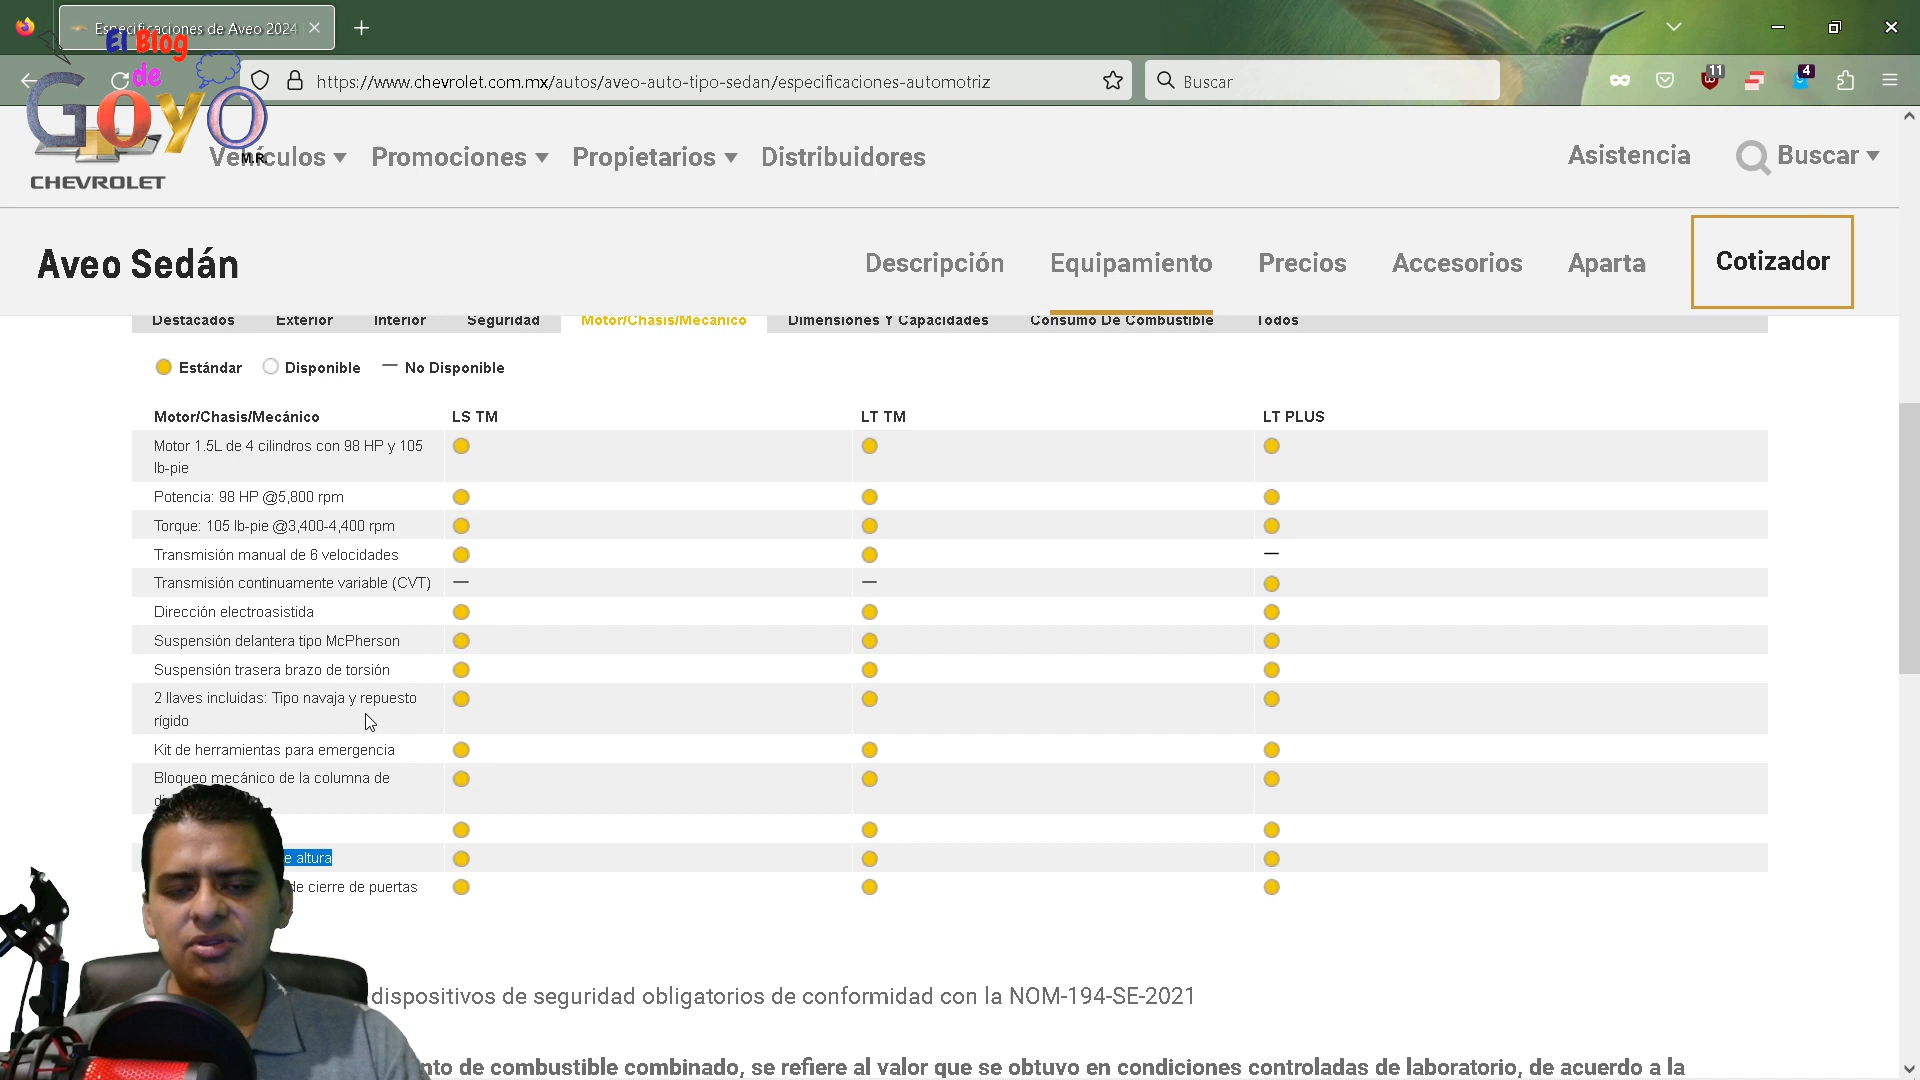 Especificaciones de Aveo 2024
El Blog
de
GOYO
M.R.
https://www.chevrolet.com.mx/autos/aveo-auto-tipo-sedan/especificaciones-automotriz
Buscar
11
4
CHEVROLET
Vehículos
Promociones
Propietarios
Distribuidores
Asistencia
Buscar
Aveo Sedán
Descripción
Equipamiento
Precios
Accesorios
Aparta
Cotizador
Destacados
Exterior
Interior
Seguridad
Motor/Chasis/Mecánico
Dimensiones Y Capacidades
Consumo De Combustible
Todos
Estándar
Disponible
No Disponible
Motor/Chasis/Mecánico
LS TM
LT TM
LT PLUS
Motor 1.5L de 4 cilindros con 98 HP y 105
lb-pie
Potencia: 98 HP @5,800 rpm
Torque: 105 lb-pie @3,400-4,400 rpm
Transmisión manual de 6 velocidades
Transmisión continuamente variable (CVT)
Dirección electroasistida
Suspensión delantera tipo McPherson
Suspensión trasera brazo de torsión
2 llaves incluidas: Tipo navaja y repuesto
rígido
Kit de herramientas para emergencia
Bloqueo mecánico de la columna de
e altura
de cierre de puertas
dispositivos de seguridad obligatorios de conformidad con la NOM-194-SE-2021
nto de combustible combinado, se refiere al valor que se obtuvo en condiciones controladas de laboratorio, de acuerdo a la